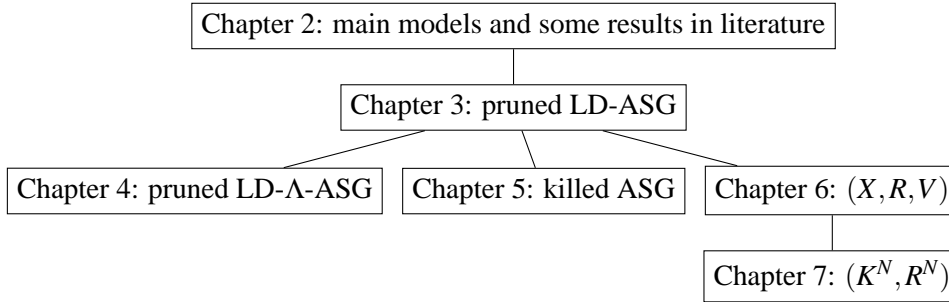 Chapter 2: main models and some results in literature
Chapter 3: pruned LD-ASG
Chapter 4: pruned LD-Λ-ASG
Chapter 5: killed ASG
Chapter 6: (X, R, V)
Chapter 7: (K^N, R^N)